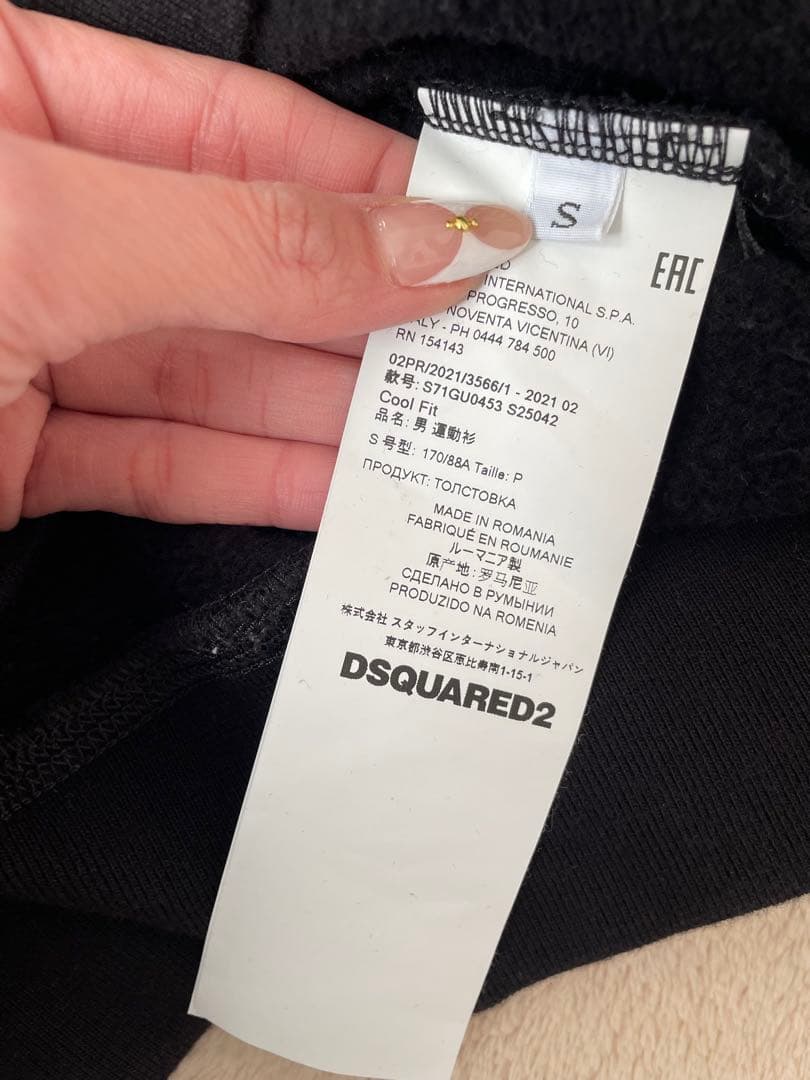 S
EAC
INTERNATIONAL S.P.A.
PROGRESSO, 10
NOVENTA VICENTINA (VI)
- PH 0444 784 500
RN 154143
02PR/2021/3566/1 - 2021 02
款号: S71GU0453 S25042
Cool Fit
品名: 男 運動衫
S 号型: 170/88A Taille: P
ПРОДУКТ: ТОЛСТОВКА
MADE IN ROMANIA
FABRIQUÉ EN ROUMANIE
ルーマニア製
原产地: 罗马尼亚
СДЕЛАНО В РУМЫНИИ
PRODUZIDO NA ROMENIA
株式会社 スタッフインターナショナルジャパン
東京都渋谷区恵比寿南1-15-1
DSQUARED2